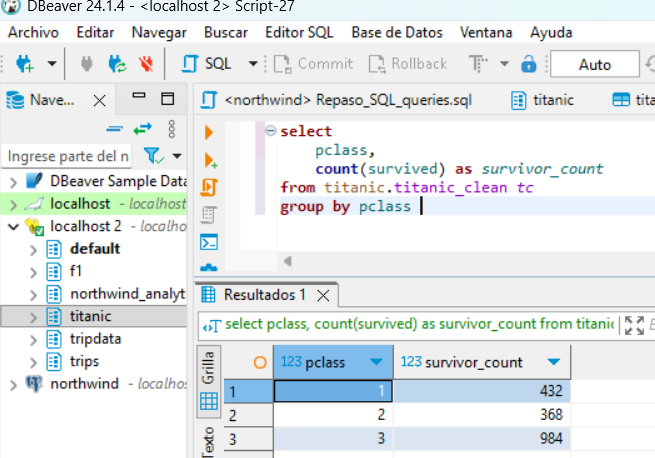 DBeaver 24.1.4 - <localhost 2> Script-27
Archivo Editar Navegar Buscar Editor SQL Base de Datos Ventana Ayuda
SQL Commit Rollback Auto
Nave...
<northwind> Repaso_SQL_queries.sql titanic
Ingrese parte del n
DBeaver Sample Data
localhost - localhost
localhost 2 - localho
default
f1
northwind_analyt
titanic
tripdata
trips
northwind - localhos
select
pclass,
count(survived) as survivor_count
from titanic.titanic_clean tc
group by pclass
Resultados 1
select pclass, count(survived) as survivor_count from titanic
Grilla
Texto
123 pclass 123 survivor_count
1 1 432
2 2 368
3 3 984